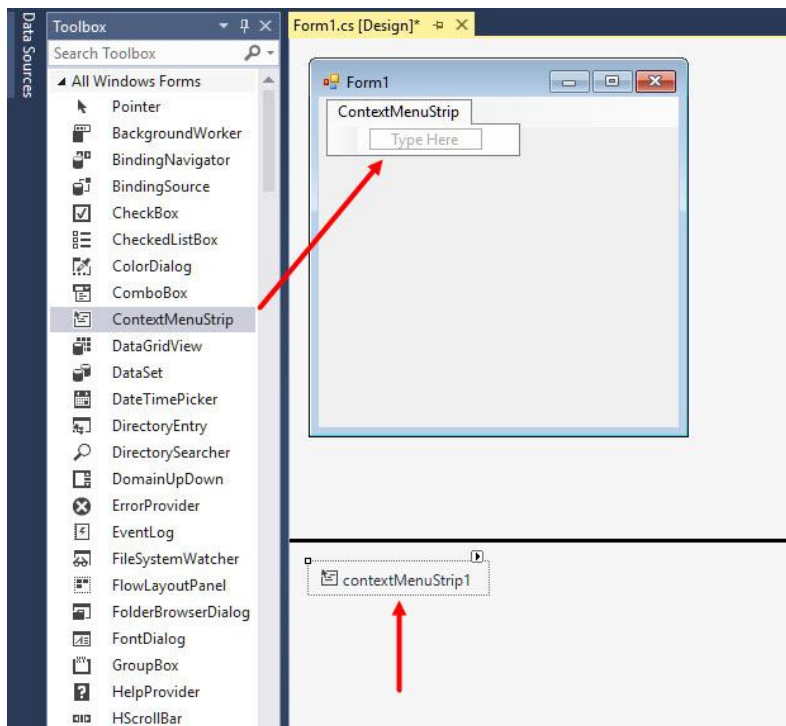 Data Sources
Toolbox
Search Toolbox
All Windows Forms
Pointer
BackgroundWorker
BindingNavigator
BindingSource
CheckBox
CheckedListBox
ColorDialog
ComboBox
ContextMenuStrip
DataGridView
DataSet
DateTimePicker
DirectoryEntry
DirectorySearcher
DomainUpDown
ErrorProvider
EventLog
FileSystemWatcher
FlowLayoutPanel
FolderBrowserDialog
FontDialog
GroupBox
HelpProvider
HScrollBar
Form1.cs [Design]*
Form1
ContextMenuStrip
Type Here
contextMenuStrip1